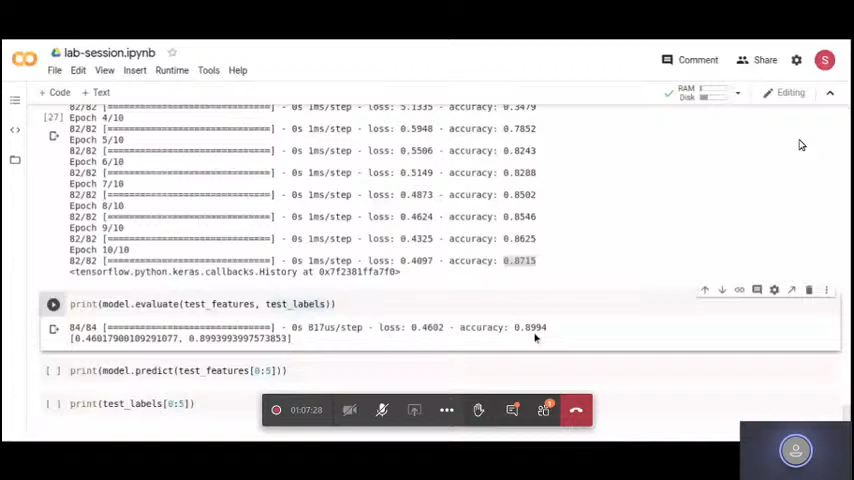 lab-session.ipynb
File Edit View Insert Runtime Tools Help
Comment Share S
+ Code + Text
RAM
Disk
Editing
82/82 [==============================] - 0s 1ms/step - loss: 5.1335 - accuracy: 0.3479
[27] Epoch 4/10
82/82 [==============================] - 0s 1ms/step - loss: 0.5948 - accuracy: 0.7852
Epoch 5/10
82/82 [==============================] - 0s 1ms/step - loss: 0.5506 - accuracy: 0.8243
Epoch 6/10
82/82 [==============================] - 0s 1ms/step - loss: 0.5149 - accuracy: 0.8288
Epoch 7/10
82/82 [==============================] - 0s 1ms/step - loss: 0.4873 - accuracy: 0.8502
Epoch 8/10
82/82 [==============================] - 0s 1ms/step - loss: 0.4624 - accuracy: 0.8546
Epoch 9/10
82/82 [==============================] - 0s 1ms/step - loss: 0.4325 - accuracy: 0.8625
Epoch 10/10
82/82 [==============================] - 0s 1ms/step - loss: 0.4097 - accuracy: 0.8715
<tensorflow.python.keras.callbacks.History at 0x7f2381ffa7f0>
print(model.evaluate(test_features, test_labels))
84/84 [==============================] - 0s 817us/step - loss: 0.4602 - accuracy: 0.8994
[0.46017900109291077, 0.8993993997573853]
[ ] print(model.predict(test_features[0:5]))
[ ] print(test_labels[0:5])
01:07:28